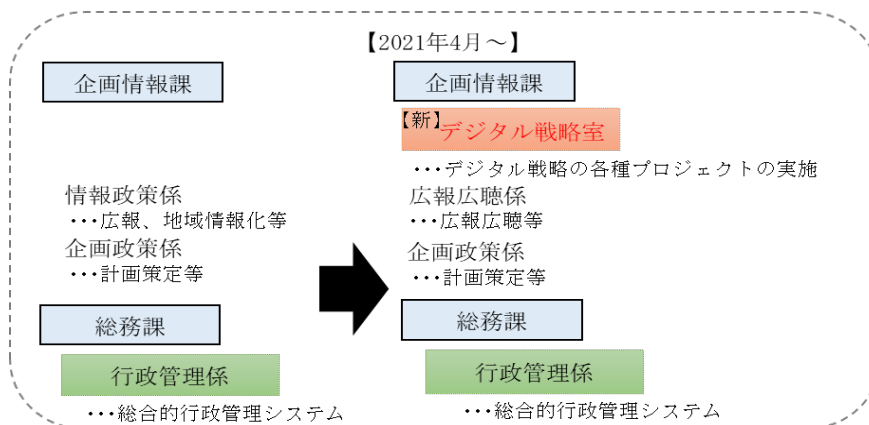 企画情報課
情報政策係
・・・広報、地域情報化等
企画政策係
・・・計画策定等
総務課
行政管理係
・・・総合的行政管理システム
【2021年4月～】
企画情報課
【新】デジタル戦略室
・・・デジタル戦略の各種プロジェクトの実施
広報広聴係
・・・広報広聴等
企画政策係
・・・計画策定等
総務課
行政管理係
・・・総合的行政管理システム